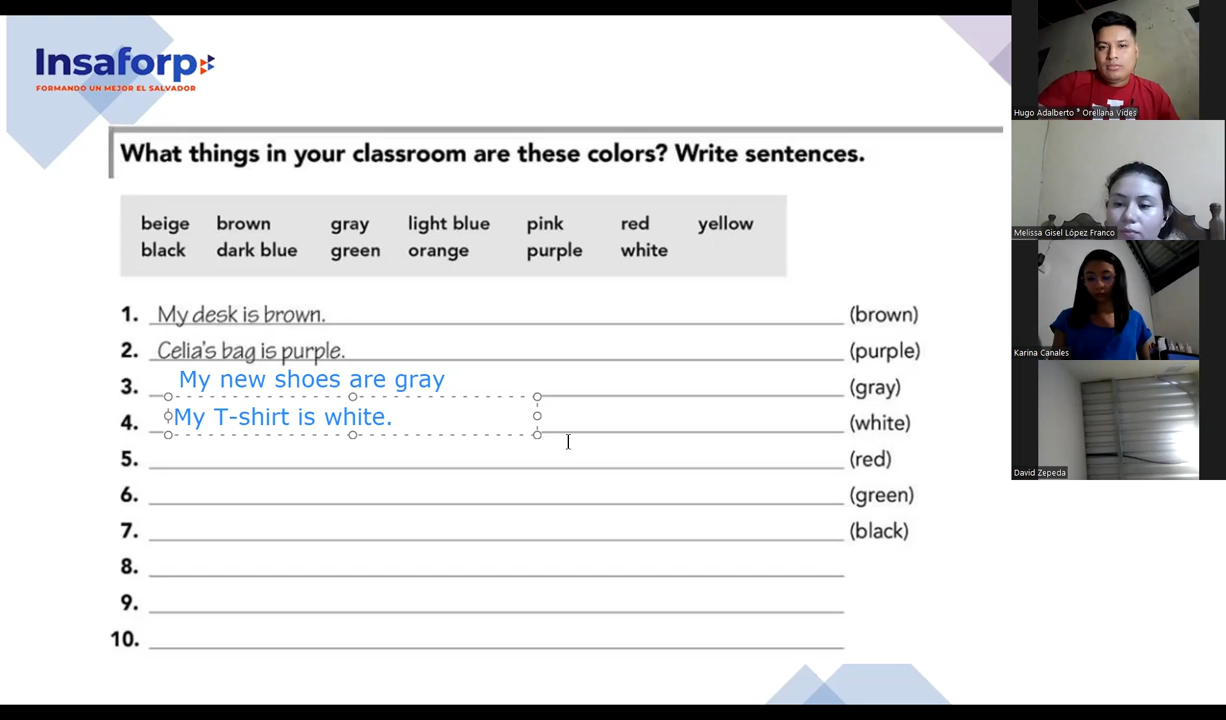 Insaforp
FORMANDO UN MEJOR EL SALVADOR
What things in your classroom are these colors? Write sentences.
beige brown gray light blue pink red yellow
black dark blue green orange purple white
1. My desk is brown. (brown)
2. Celia's bag is purple. (purple)
3. My new shoes are gray (gray)
4. My T-shirt is white. (white)
5. (red)
6. (green)
7. (black)
8.
9.
10.
Hugo Adalberto * Orellana Vides
Melissa Gisel López Franco
Karina Canales
David Zepeda